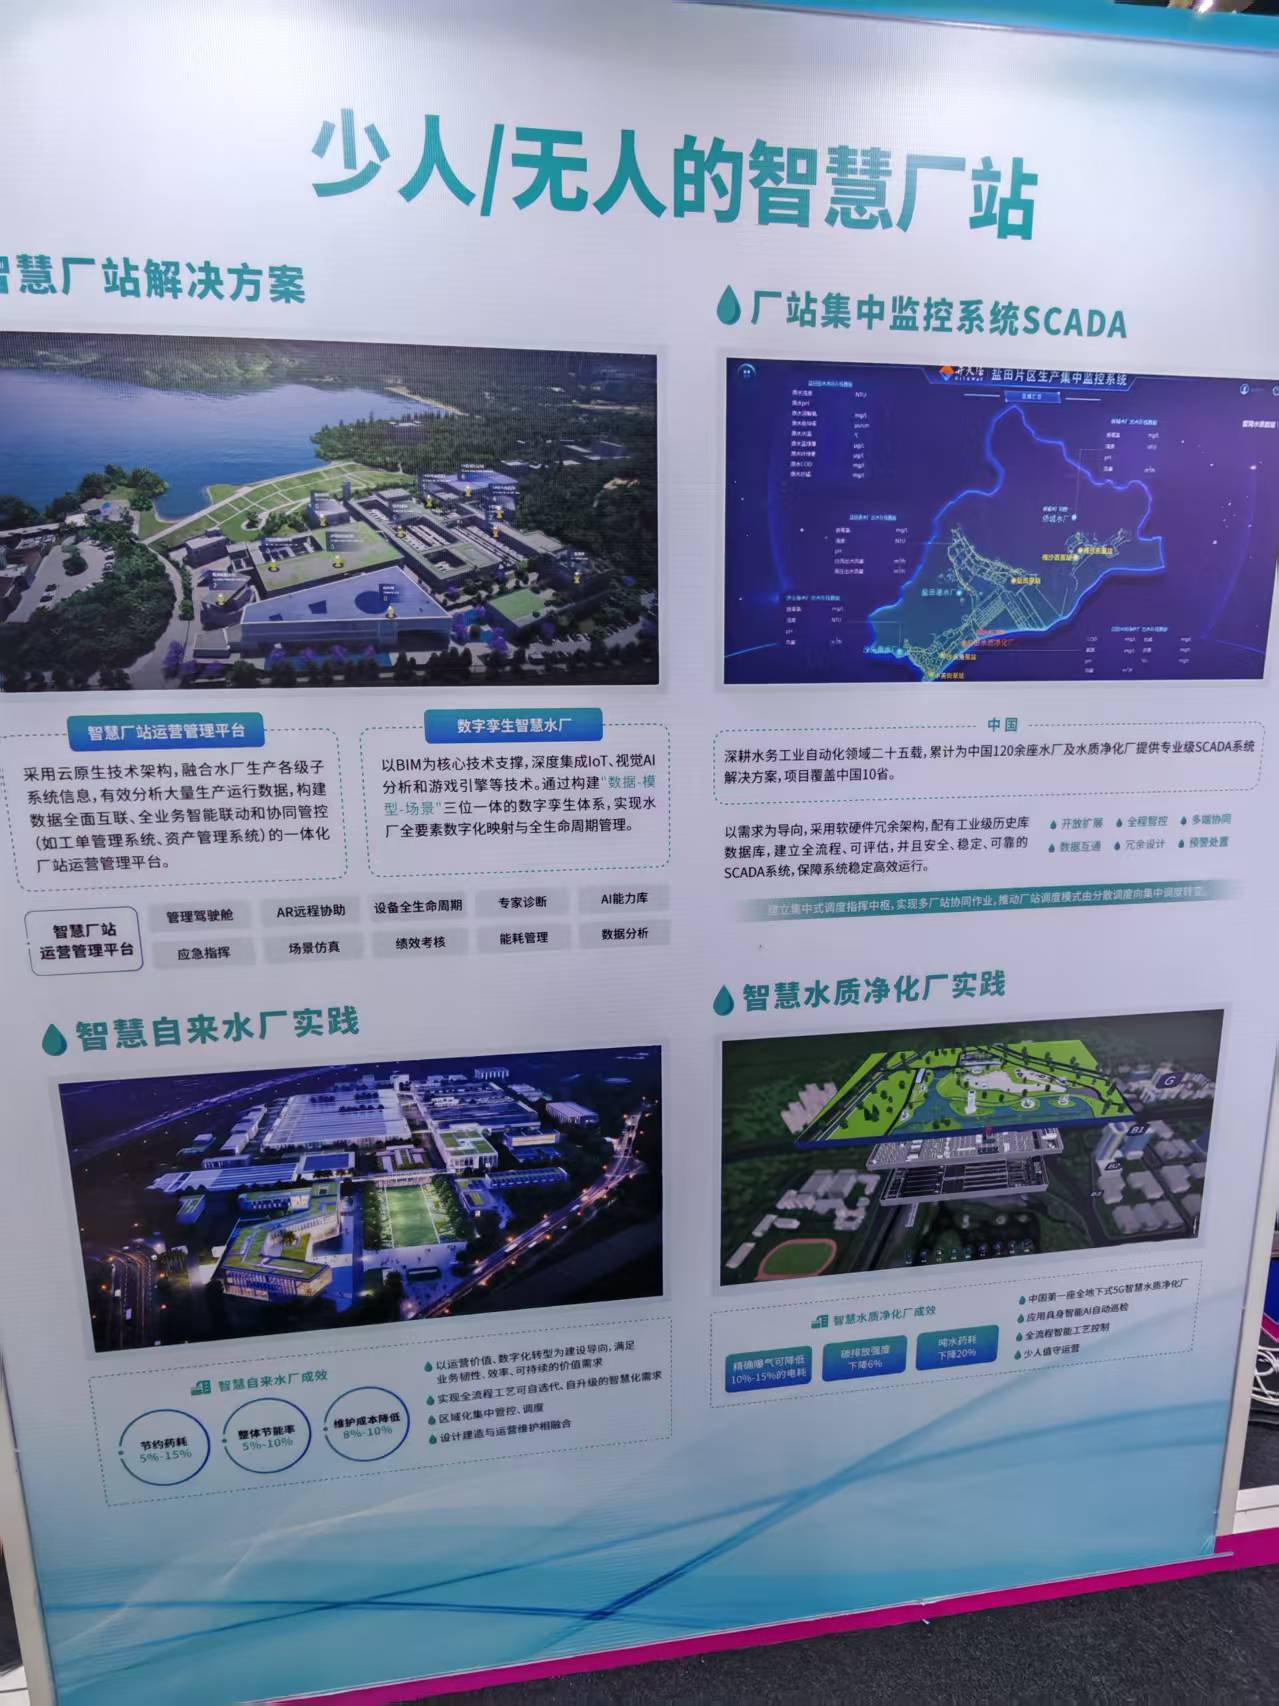 少人/无人的智慧厂站
智慧厂站解决方案
智慧厂站运营管理平台
采用云原生技术架构，融合水厂生产各级子
系统信息，有效分析大量生产运行数据，构建
数据全面互联、全业务智能联动和协同管控
（如工单管理系统、资产管理系统）的一体化
厂站运营管理平台。
数字孪生智慧水厂
以BIM为核心技术支撑，深度集成IoT、视觉AI
分析和游戏引擎等技术。通过构建"数据-模
型-场景"三位一体的数字孪生体系，实现水
厂全要素数字化映射与全生命周期管理。
智慧厂站
运营管理平台
管理驾驶舱 AR远程协助 设备全生命周期 专家诊断 AI能力库
应急指挥 场景仿真 绩效考核 能耗管理 数据分析
厂站集中监控系统SCADA
盐田片区生产集中监控系统
中国
深耕水务工业自动化领域二十五载，累计为中国120余座水厂及水质净化厂提供专业级SCADA系统
解决方案，项目覆盖中国10省。
以需求为导向，采用软硬件冗余架构，配有工业级历史库
数据库，建立全流程、可评估，并且安全、稳定、可靠的
SCADA系统，保障系统稳定高效运行。
开放扩展 全程智控 多端协同
数据互通 冗余设计 预警处置
建立集中式调度指挥中枢，实现多厂站协同作业，推动厂站调度模式由分散调度向集中调度转变。
智慧自来水厂实践
智慧自来水厂成效
节约药耗
5%-15%
整体节能率
5%-10%
维护成本降低
8%-10%
以运营价值、数字化转型为建设导向，满足
业务韧性、效率、可持续的价值需求
实现全流程工艺可自迭代、自升级的智慧化需求
区域化集中管控、调度
设计建造与运营维护相融合
智慧水质净化厂实践
智慧水质净化厂成效
精确曝气可降低
10%-15%的电耗
碳排放强度
下降6%
吨水药耗
下降20%
中国第一座全地下式5G智慧水质净化厂
应用具身智能AI自动巡检
全流程智能工艺控制
少人值守运营